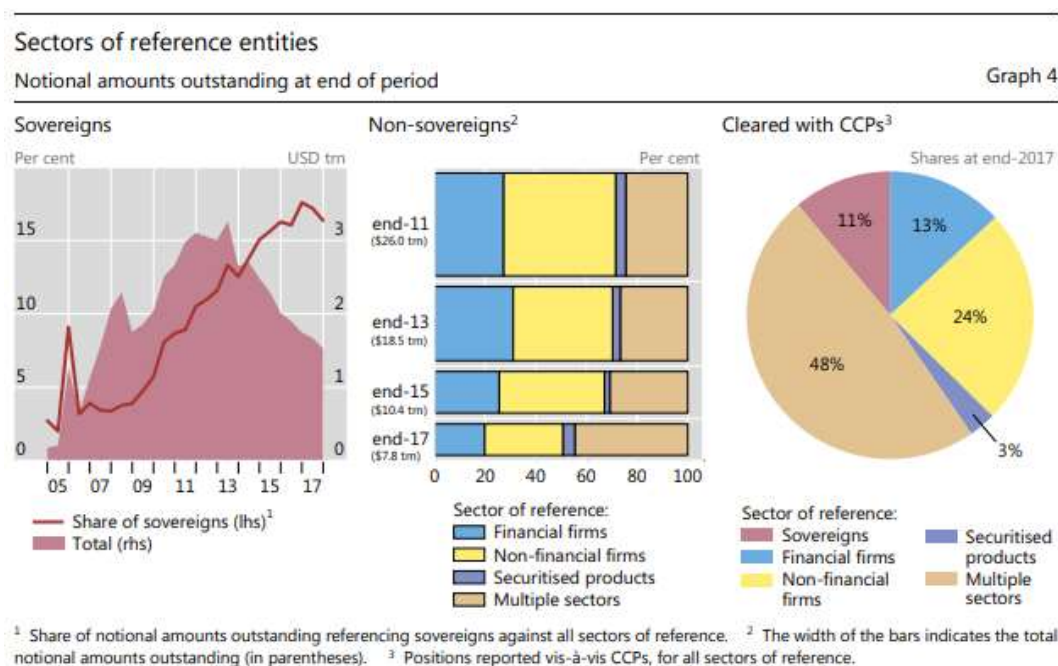 Sectors of reference entities
Notional amounts outstanding at end of period
Graph 4
Sovereigns
Per cent
USD trn
15
10
5
0
3
2
1
0
05 07 09 11 13 15 17
Share of sovereigns (lhs)1
Total (rhs)
Non-sovereigns2
Per cent
end-11
($26.0 trn)
end-13
($18.5 trn)
end-15
($10.4 trn)
end-17
($7.8 trn)
0 20 40 60 80 100
Sector of reference:
Financial firms
Non-financial firms
Securitised products
Multiple sectors
Cleared with CCPs3
Shares at end-2017
11%
13%
24%
48%
3%
Sector of reference:
Sovereigns
Financial firms
Non-financial
firms
Securitised
products
Multiple
sectors
1 Share of notional amounts outstanding referencing sovereigns against all sectors of reference. 2 The width of the bars indicates the total
notional amounts outstanding (in parentheses). 3 Positions reported vis-à-vis CCPs, for all sectors of reference.